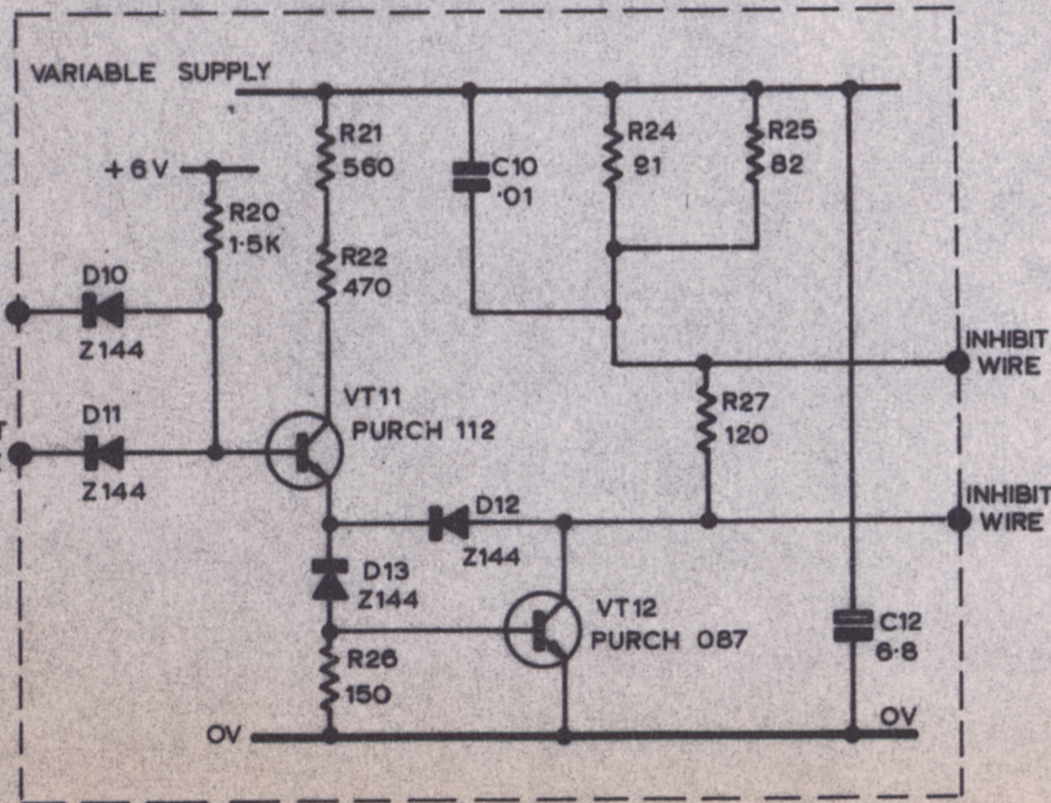 VARIABLE SUPPLY
R21
560
C10
·01
R24
91
R25
82
+6V
R20
1·5K
R22
470
D10
Z144
INHIBIT
WIRE
VT11
PURCH 112
D11
Z144
R27
120
D12
Z144
INHIBIT
WIRE
D13
Z144
VT12
PURCH 087
C12
6·8
R26
150
0V
0V